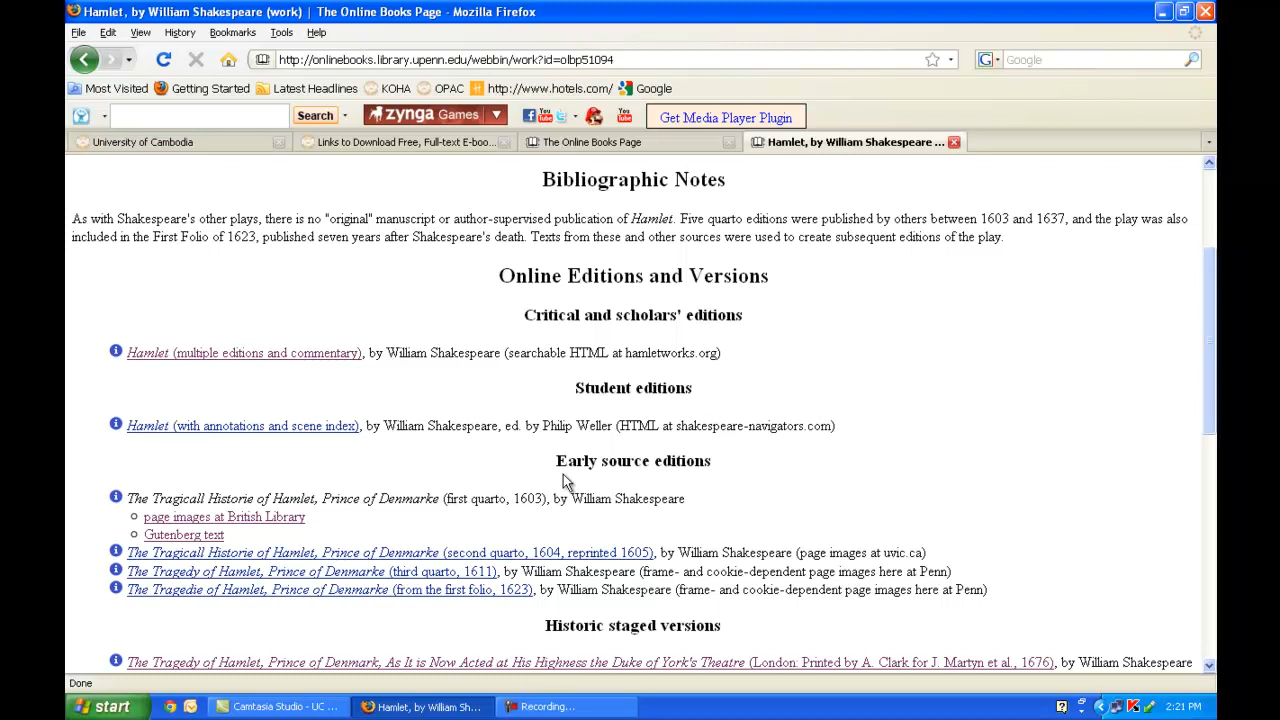 Hamlet, by William Shakespeare (work) | The Online Books Page - Mozilla Firefox
File Edit View History Bookmarks Tools Help
http://onlinebooks.library.upenn.edu/webbin/work?id=olbp51094
Google
Most Visited Getting Started Latest Headlines KOHA OPAC http://www.hotels.com/ Google
Search zynga Games Get Media Player Plugin
University of Cambodia Links to Download Free, Full-text E-boo... The Online Books Page Hamlet, by William Shakespeare ...
Bibliographic Notes
As with Shakespeare's other plays, there is no "original" manuscript or author-supervised publication of Hamlet. Five quarto editions were published by others between 1603 and 1637, and the play was also
included in the First Folio of 1623, published seven years after Shakespeare's death. Texts from these and other sources were used to create subsequent editions of the play.
Online Editions and Versions
Critical and scholars' editions
Hamlet (multiple editions and commentary), by William Shakespeare (searchable HTML at hamletworks.org)
Student editions
Hamlet (with annotations and scene index), by William Shakespeare, ed. by Philip Weller (HTML at shakespeare-navigators.com)
Early source editions
The Tragicall Historie of Hamlet, Prince of Denmarke (first quarto, 1603), by William Shakespeare
page images at British Library
Gutenberg text
The Tragicall Historie of Hamlet, Prince of Denmarke (second quarto, 1604, reprinted 1605), by William Shakespeare (page images at uvic.ca)
The Tragedy of Hamlet, Prince of Denmarke (third quarto, 1611), by William Shakespeare (frame- and cookie-dependent page images here at Penn)
The Tragedie of Hamlet, Prince of Denmarke (from the first folio, 1623), by William Shakespeare (frame- and cookie-dependent page images here at Penn)
Historic staged versions
The Tragedy of Hamlet, Prince of Denmark, As It is Now Acted at His Highness the Duke of York's Theatre (London: Printed by A. Clark for J. Martyn et al., 1676), by William Shakespeare
Done
start Camtasia Studio - UC ... Hamlet, by William Sh... Recording... 2:21 PM